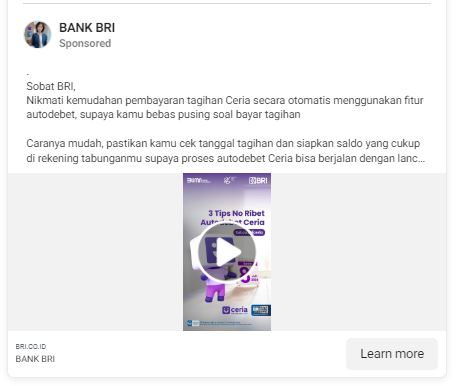 BANK BRI
Sponsored
.
Sobat BRI,
Nikmati kemudahan pembayaran tagihan Ceria secara otomatis menggunakan fitur
autodebet, supaya kamu bebas pusing soal bayar tagihan
Caranya mudah, pastikan kamu cek tanggal tagihan dan siapkan saldo yang cukup
di rekening tabunganmu supaya proses autodebet Ceria bisa berjalan dengan lanc...
BRI
3 Tips No Ribet
Autodebet Ceria
8
ceria
BRI.CO.ID
BANK BRI
Learn more